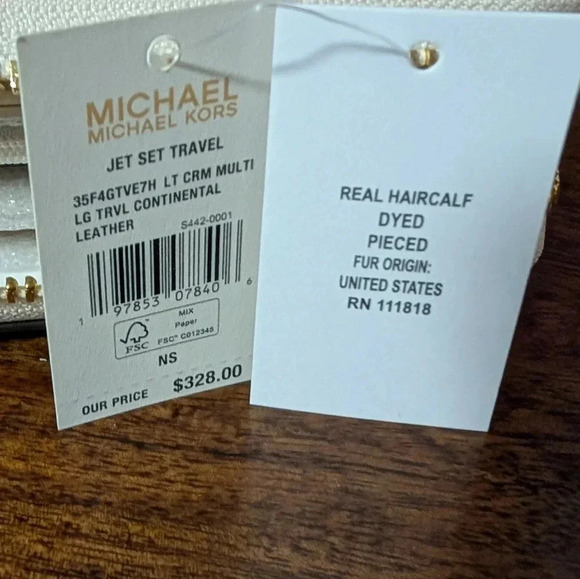 MICHAEL
MICHAEL KORS
JET SET TRAVEL
35F4GTVE7H LT CRM MULTI
LG TRVL CONTINENTAL
LEATHER
S442-0001
1 97853 07840 6
FSC
MIX
Paper
FSC™ C012345
NS
OUR PRICE $328.00
REAL HAIRCALF
DYED
PIECED
FUR ORIGIN:
UNITED STATES
RN 111818